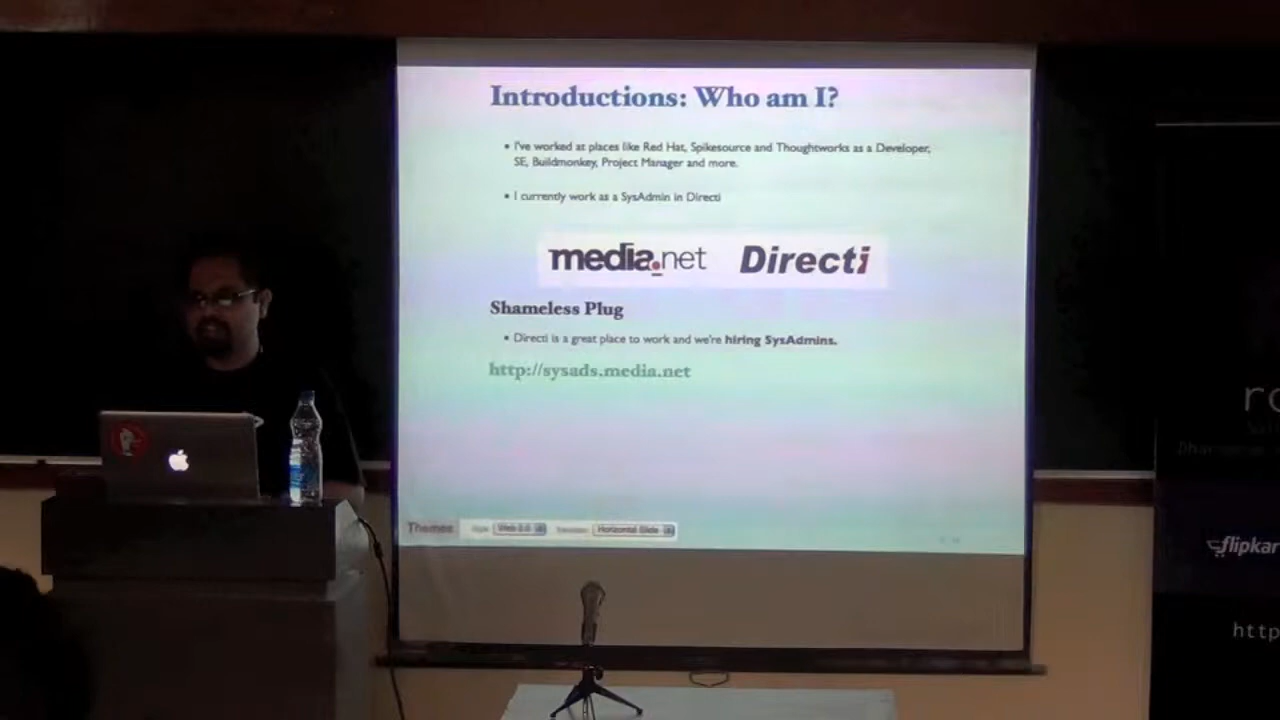 Introductions: Who am I?
• I've worked at places like Red Hat, Spikesource and Thoughtworks as a Developer,
SE, Buildmonkey, Project Manager and more.
• I currently work as a SysAdmin in Directi
media.net Directi
Shameless Plug
• Directi is a great place to work and we're hiring SysAdmins.
http://sysads.media.net
Themes Web 2.0 Horizontal Slide
flipkar
http